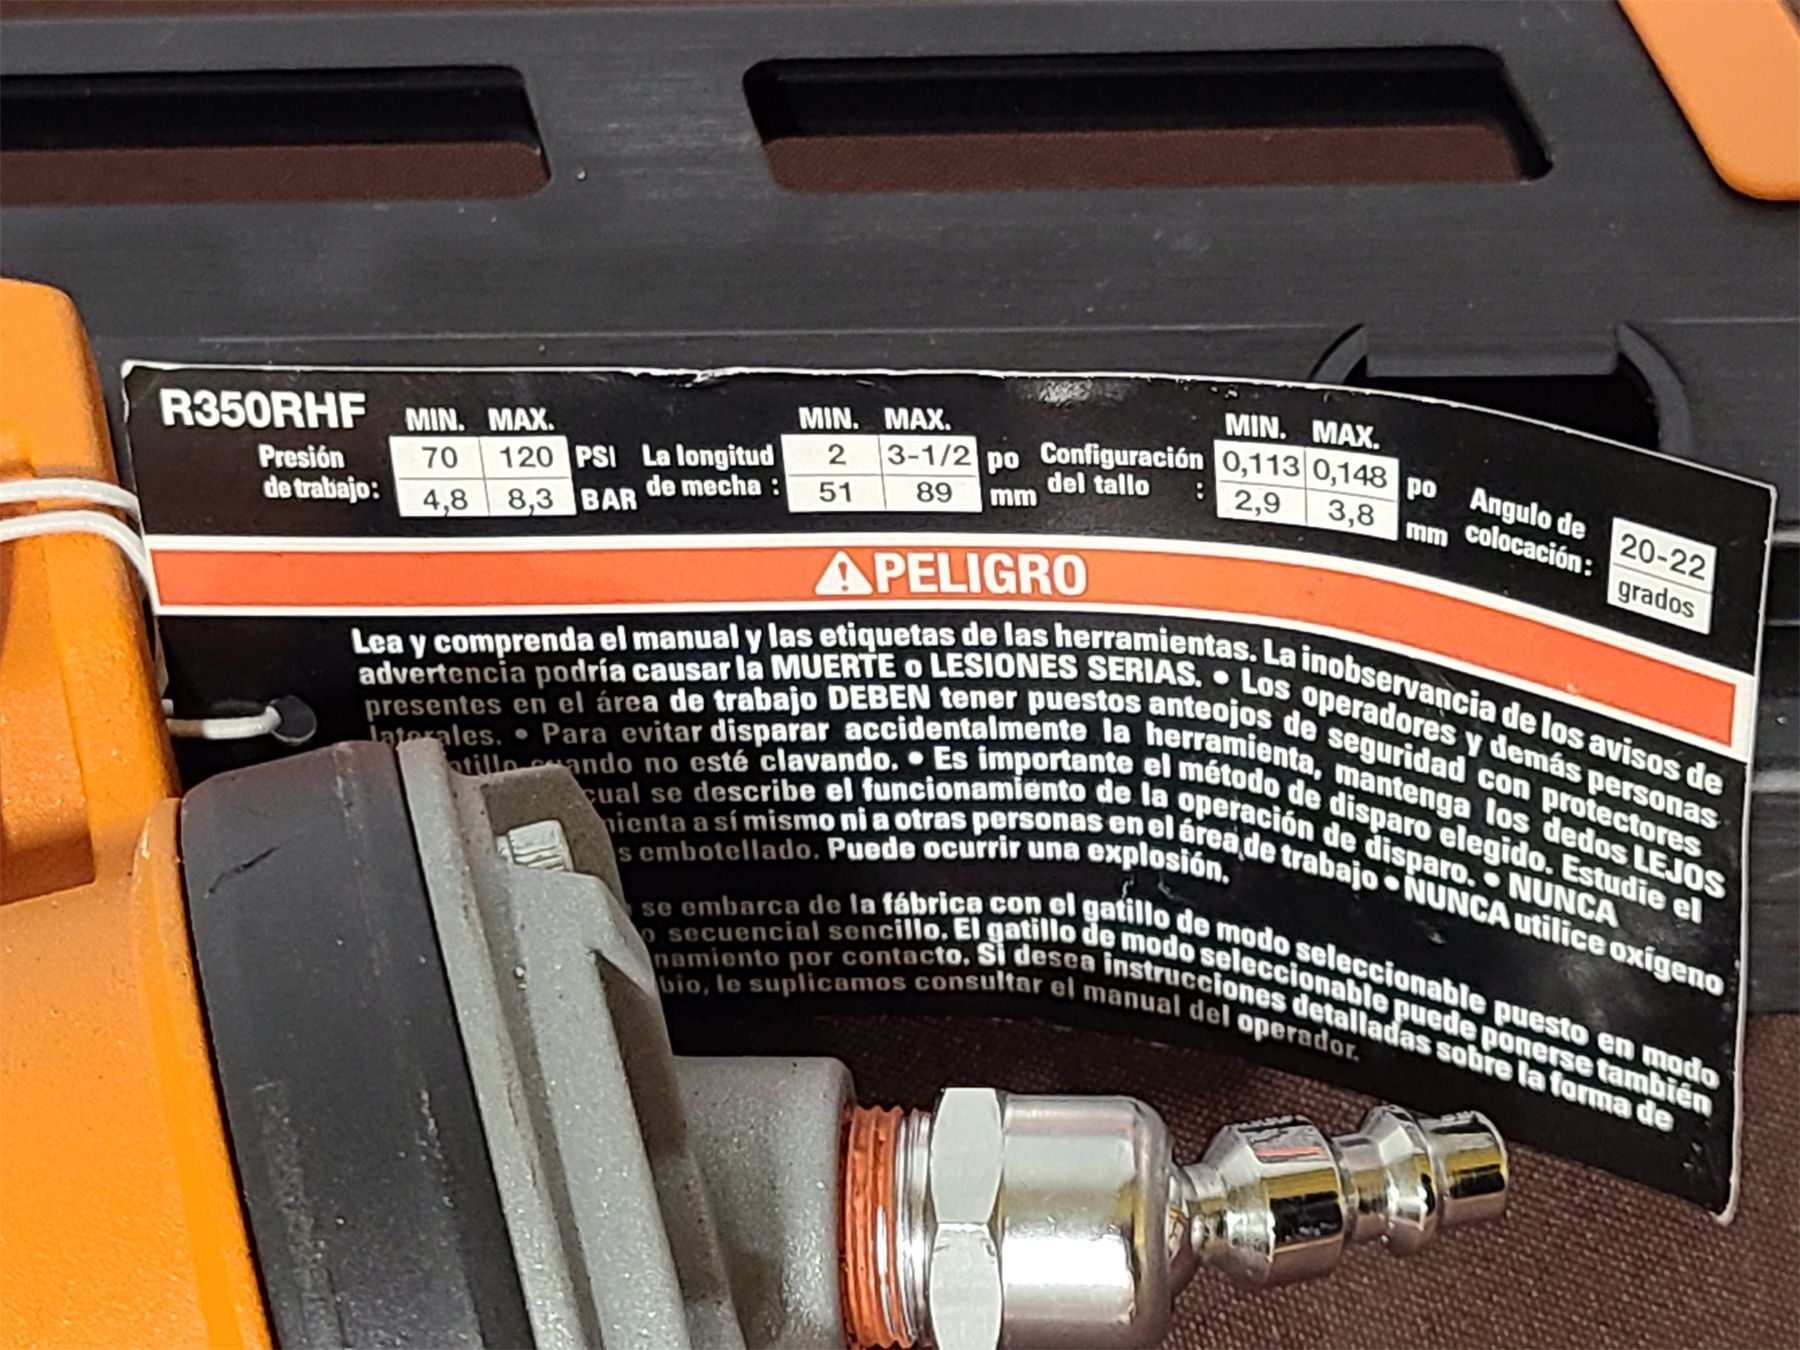 R350RHF
MIN. MAX. MIN. MAX. MIN. MAX.
Presión de trabajo: 70 120 PSI
4,8 8,3 BAR
La longitud de mecha : 2 3-1/2 po
51 89 mm
Configuración del tallo : 0,113 0,148 po
2,9 3,8 mm
Angulo de colocación: 20-22 grados
PELIGRO
Lea y comprenda el manual y las etiquetas de las herramientas. La inobservancia de los avisos de
advertencia podría causar la MUERTE o LESIONES SERIAS. • Los operadores y demás personas
presentes en el área de trabajo DEBEN tener puestos anteojos de seguridad con protectores
laterales. • Para evitar disparar accidentalmente la herramienta, mantenga los dedos LEJOS
cuando no esté clavando. • Es importante el método de disparo elegido. Estudie el
cual se describe el funcionamiento de la operación de disparo. • NUNCA
a sí mismo ni a otras personas en el área de trabajo • NUNCA utilice oxígeno
embotellado. Puede ocurrir una explosión.
se embarca de la fábrica con el gatillo de modo seleccionable puesto en modo
secuencial sencillo. El gatillo de modo seleccionable puede ponerse también
por contacto. Si desea instrucciones detalladas sobre la forma de
le suplicamos consultar el manual del operador.